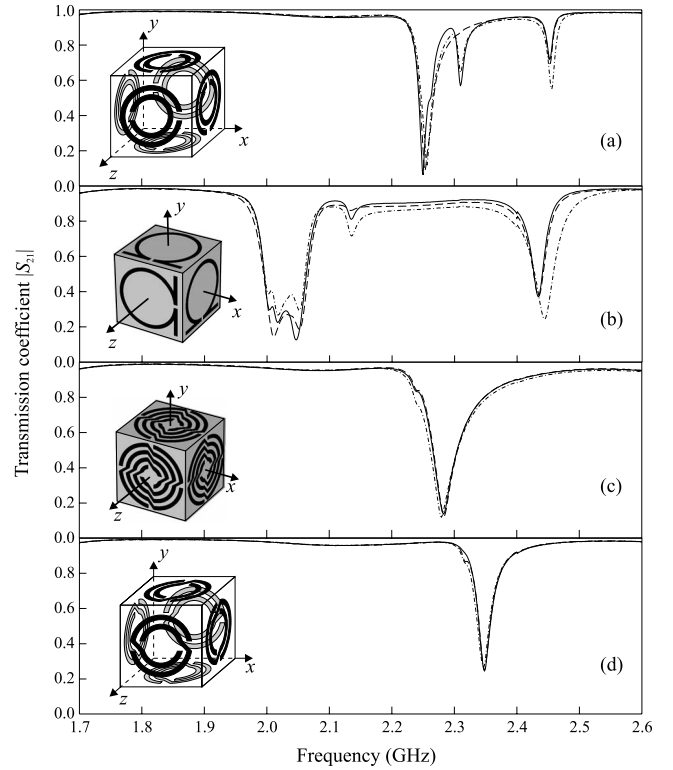 1.0
0.8
0.6
0.4
0.2
y
x
z
(a)
0.0
0.8
0.6
0.4
0.2
0.0
y
x
z
(b)
0.8
0.6
0.4
0.2
0.0
y
x
z
(c)
0.8
0.6
0.4
0.2
0.0
y
x
z
(d)
Transmission coefficient |S21|
1.7 1.8 1.9 2.0 2.1 2.2 2.3 2.4 2.5 2.6
Frequency (GHz)